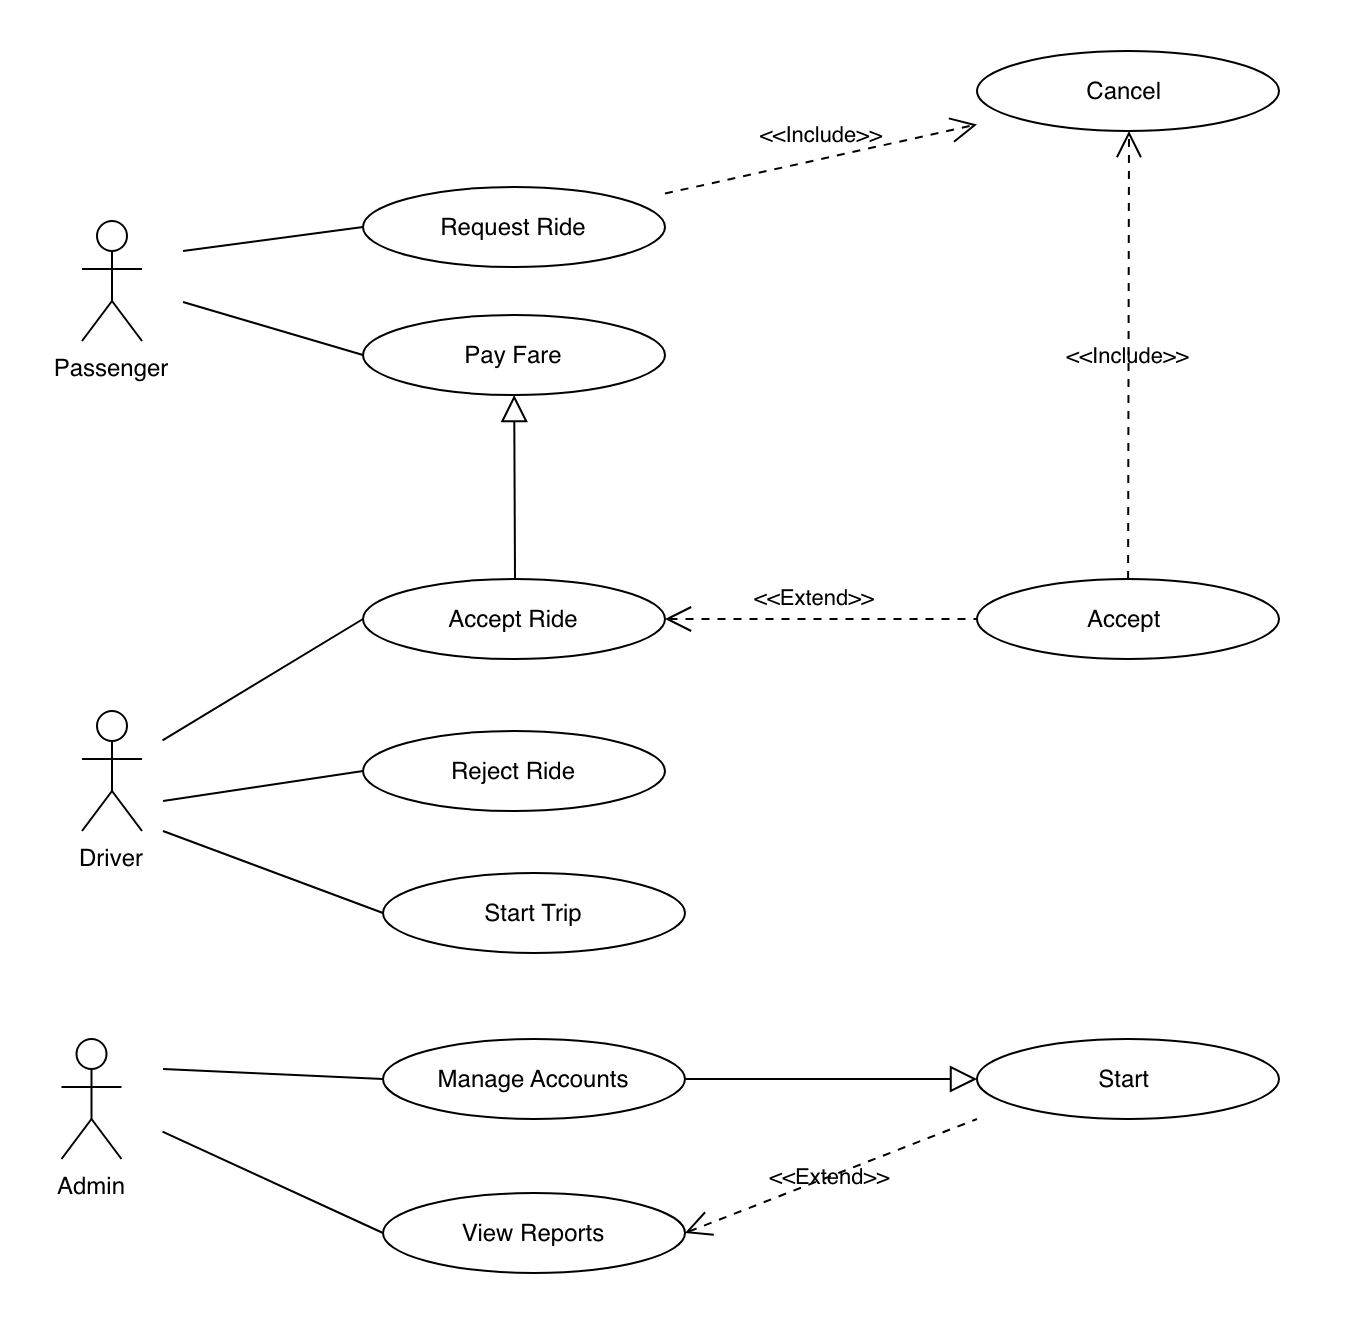 Cancel
<<Include>>
Request Ride
Passenger
Pay Fare
<<Include>>
Accept Ride
<<Extend>>
Accept
Reject Ride
Driver
Start Trip
Manage Accounts
Start
Admin
<<Extend>>
View Reports